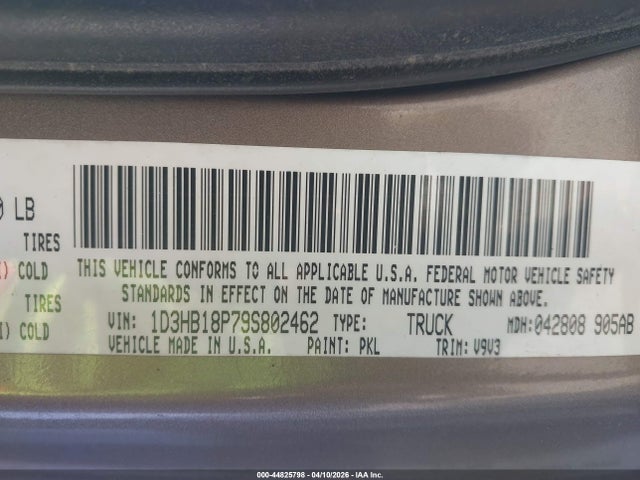 LB
TIRES
) COLD
THIS VEHICLE CONFORMS TO ALL APPLICABLE U.S.A. FEDERAL MOTOR VEHICLE SAFETY
TIRES
STANDARDS IN EFFECT ON THE DATE OF MANUFACTURE SHOWN ABOVE.
) COLD
VIN: 1D3HB18P79S802462 TYPE: TRUCK MDH: 042808 905AB
VEHICLE MADE IN U.S.A. PAINT: PKL TRIM: V9V3
000-44825798 - 04/10/2026 - IAA Inc.